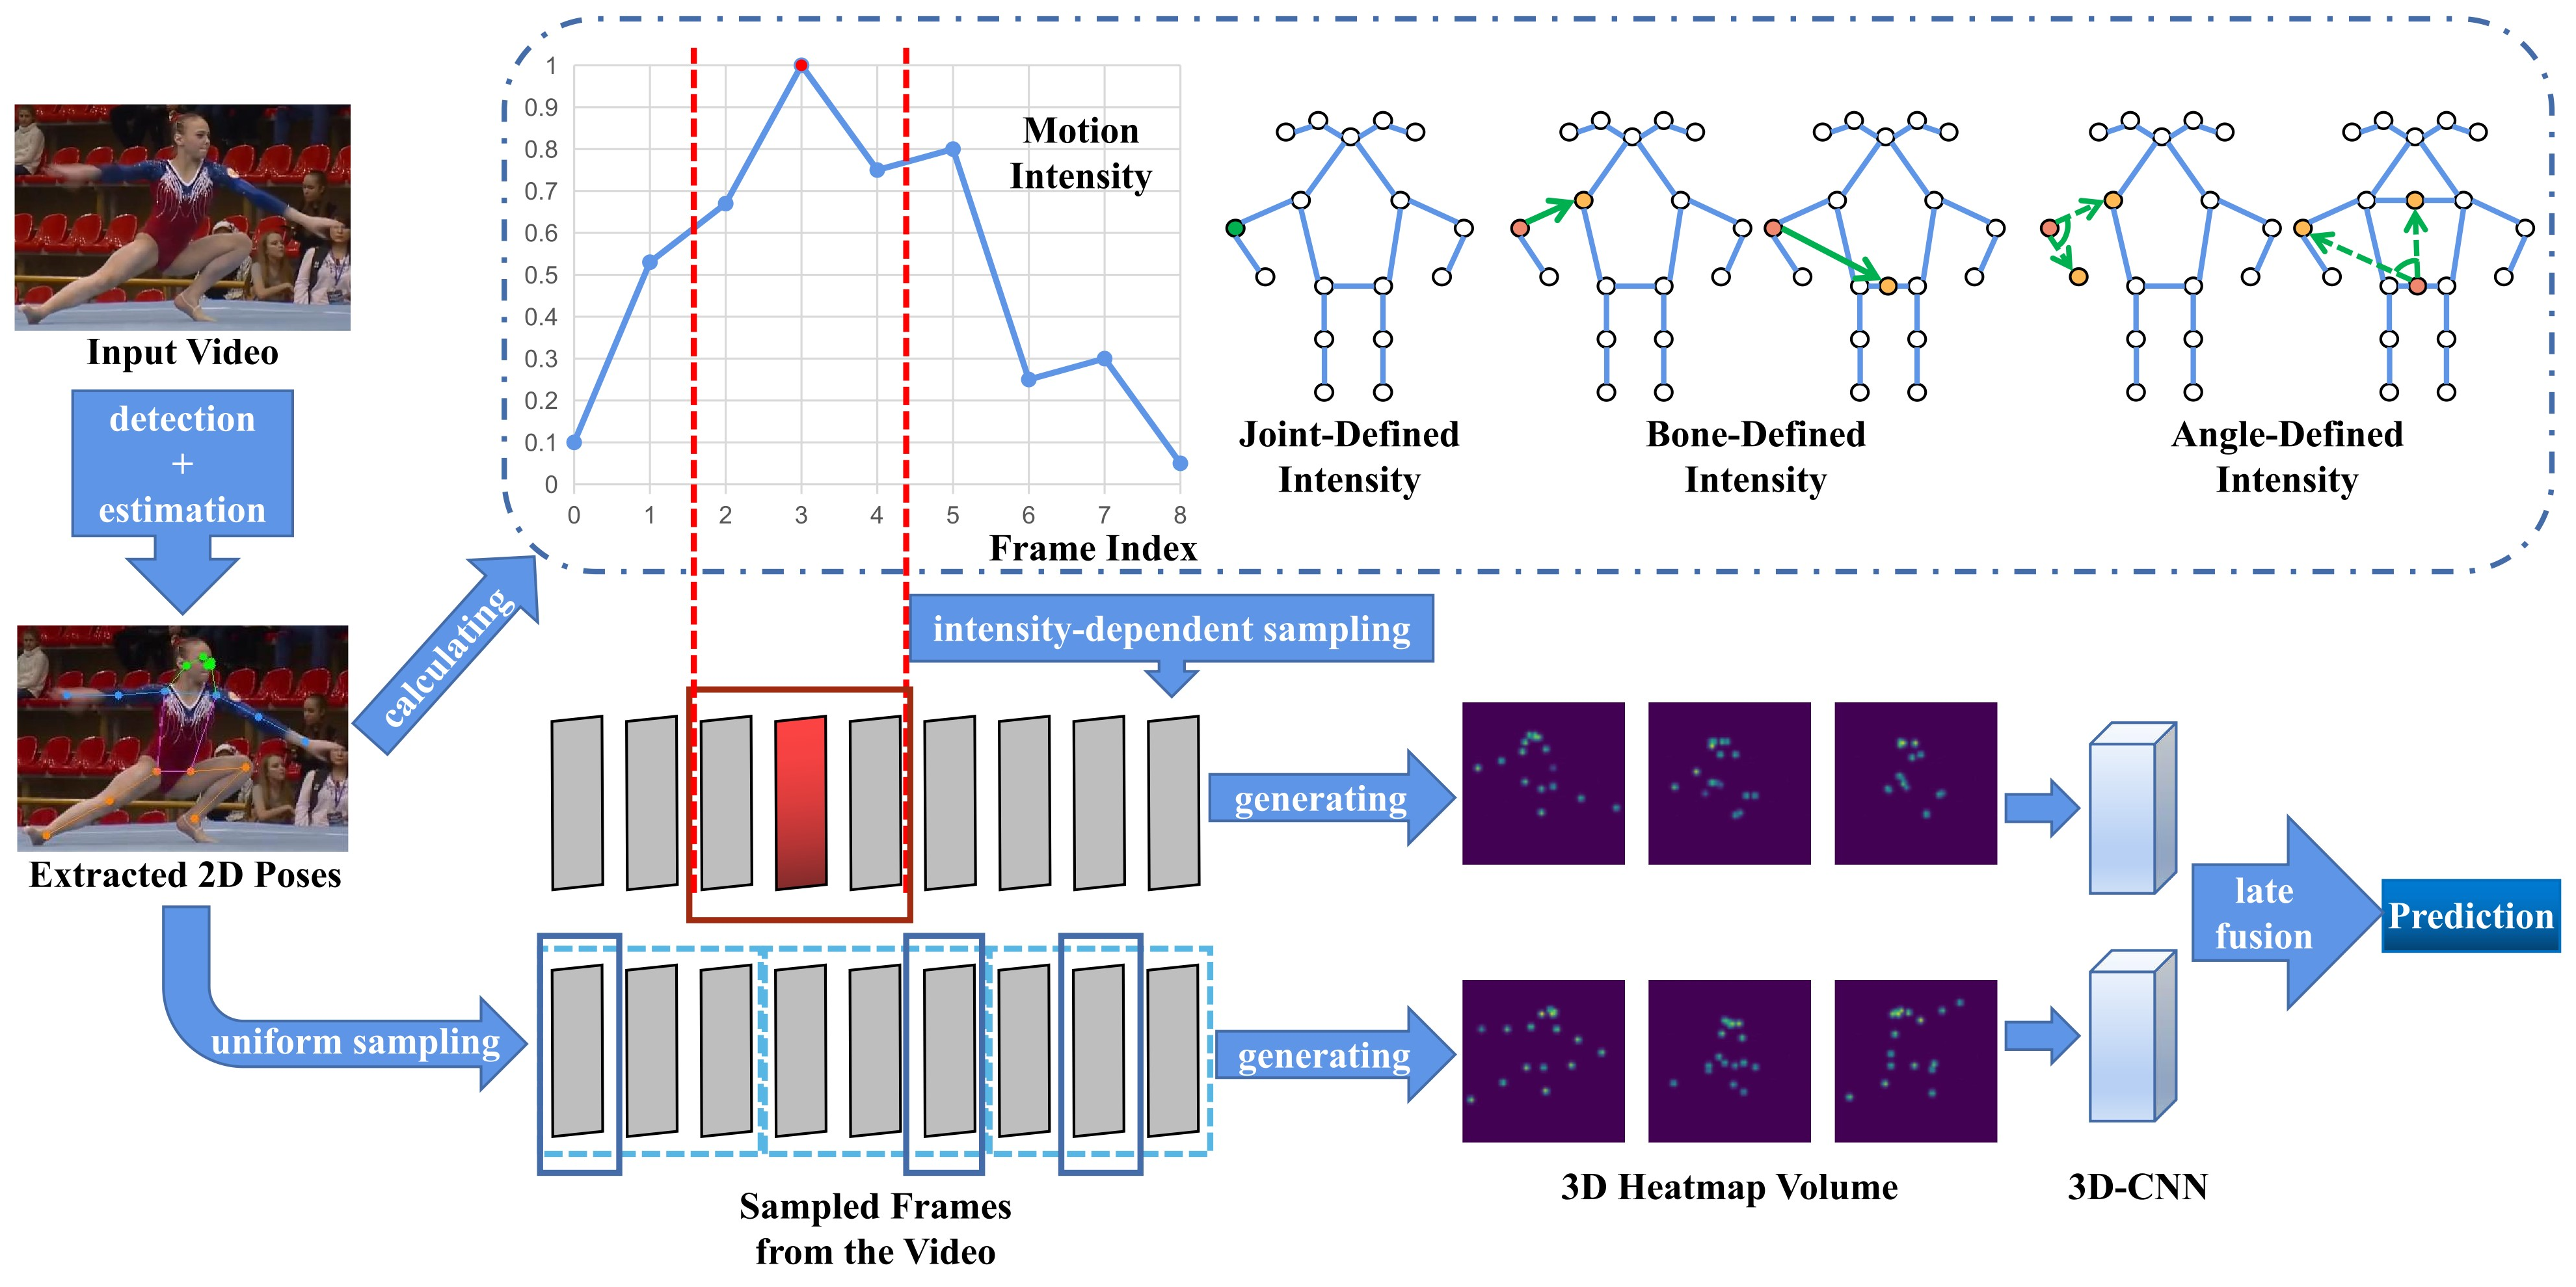 Input Video
detection
+
estimation
Extracted 2D Poses
calculating
uniform sampling
1
0.9
0.8
0.7
0.6
0.5
0.4
0.3
0.2
0.1
0
0 1 2 3 4 5 6 7 8
Motion
Intensity
Frame Index
Joint-Defined
Intensity
Bone-Defined
Intensity
Angle-Defined
Intensity
intensity-dependent sampling
generating
generating
Sampled Frames
from the Video
3D Heatmap Volume
3D-CNN
late
fusion
Prediction